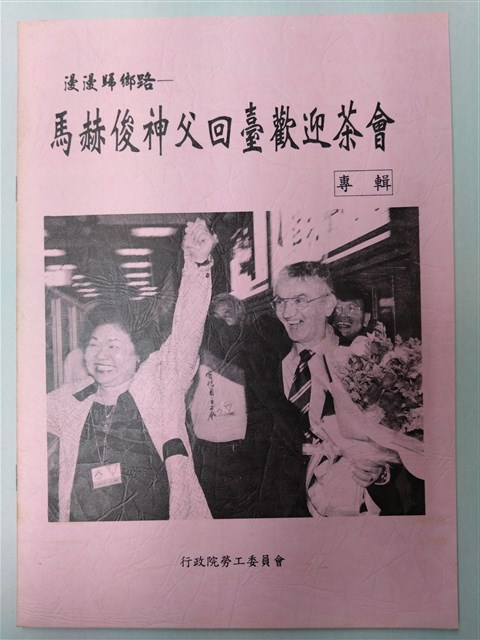 漫漫歸鄉路—
馬赫俊神父回臺歡迎茶會
專輯
行政院勞工委員會